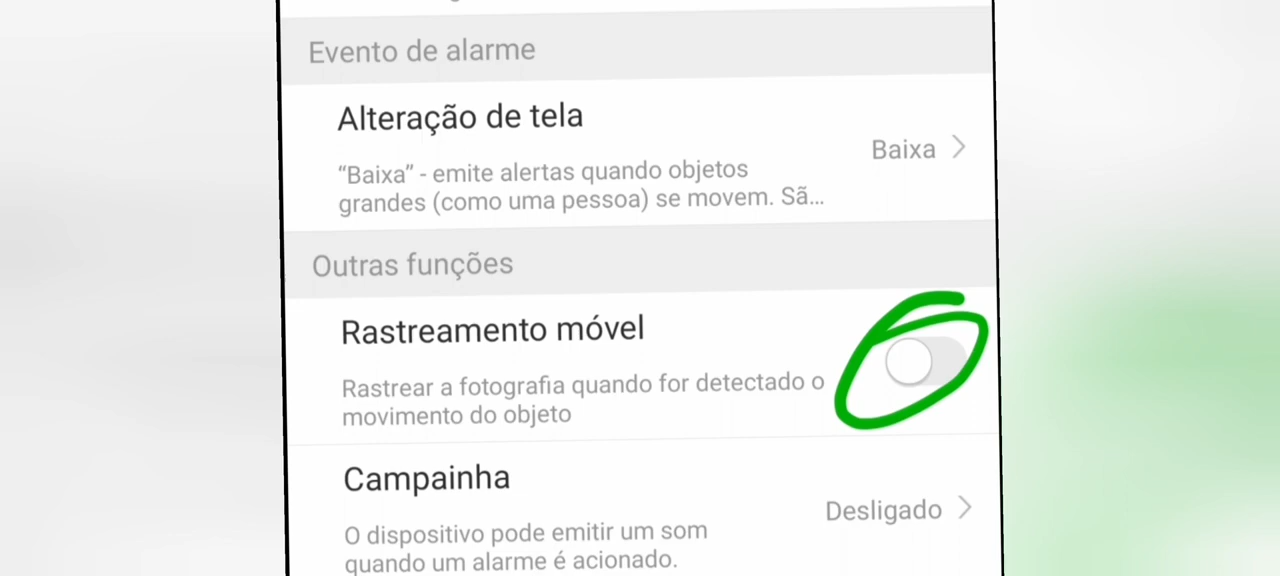 Evento de alarme
Alteração de tela
Baixa
“Baixa” - emite alertas quando objetos
grandes (como uma pessoa) se movem. Sã...
Outras funções
Rastreamento móvel
Rastrear a fotografia quando for detectado o
movimento do objeto
Campainha
Desligado
O dispositivo pode emitir um som
quando um alarme é acionado.